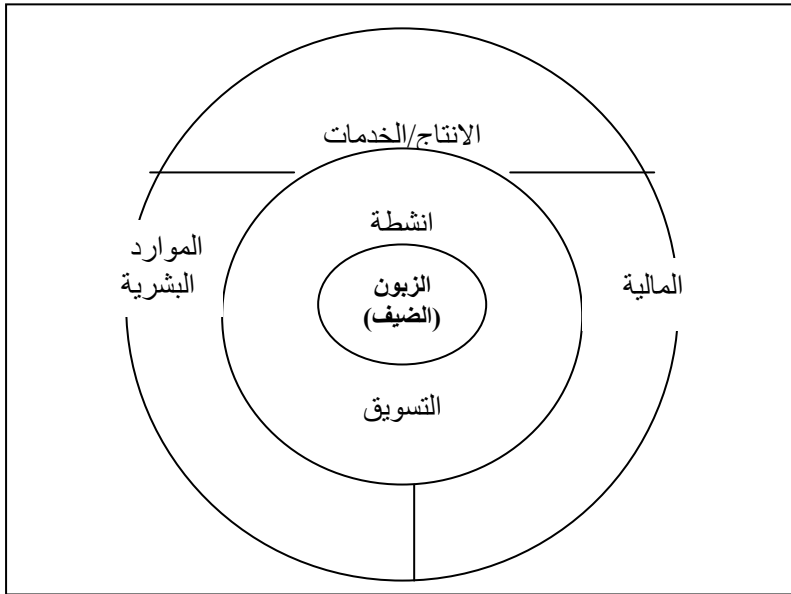 الانتاج/الخدمات
انشطة
الموارد
البشرية
الزبون
(الضيف)
المالية
التسويق